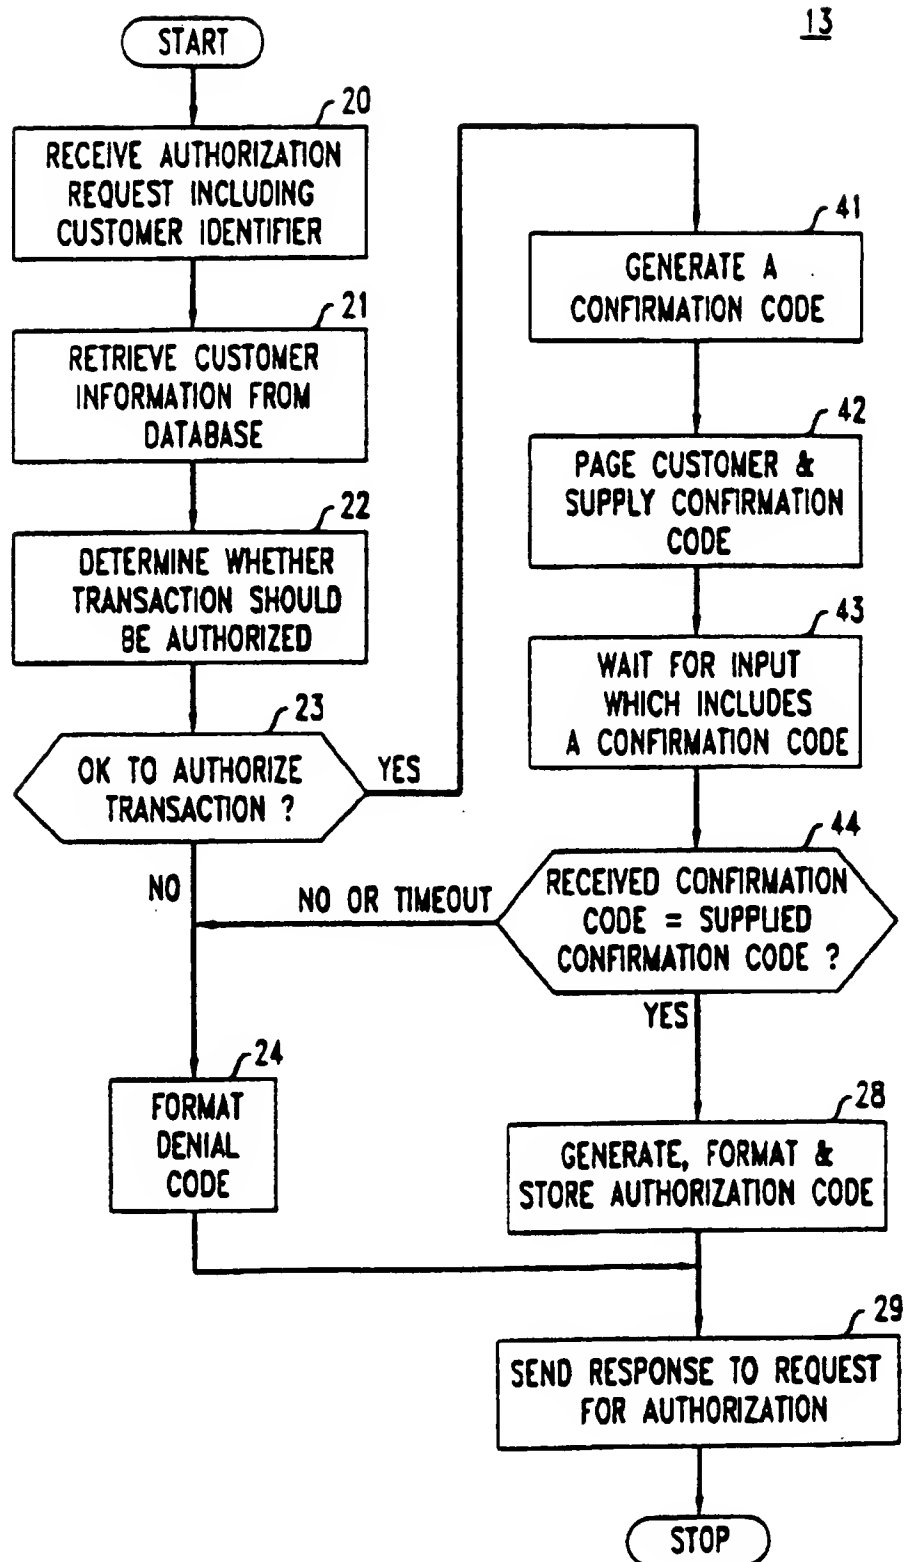 13
START
20
RECEIVE AUTHORIZATION
REQUEST INCLUDING
CUSTOMER IDENTIFIER
21
RETRIEVE CUSTOMER
INFORMATION FROM
DATABASE
22
DETERMINE WHETHER
TRANSACTION SHOULD
BE AUTHORIZED
23
OK TO AUTHORIZE
TRANSACTION ?
YES
NO
41
GENERATE A
CONFIRMATION CODE
42
PAGE CUSTOMER &
SUPPLY CONFIRMATION
CODE
43
WAIT FOR INPUT
WHICH INCLUDES
A CONFIRMATION CODE
44
RECEIVED CONFIRMATION
CODE = SUPPLIED
CONFIRMATION CODE ?
NO OR TIMEOUT
YES
24
FORMAT
DENIAL
CODE
28
GENERATE, FORMAT &
STORE AUTHORIZATION CODE
29
SEND RESPONSE TO REQUEST
FOR AUTHORIZATION
STOP